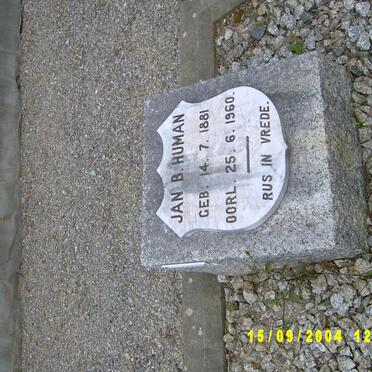 JAN B. HUMAN
GEB. 14. 7. 1881
OORL. 25. 6. 1960.
RUS IN VREDE.
15/09/2004 12